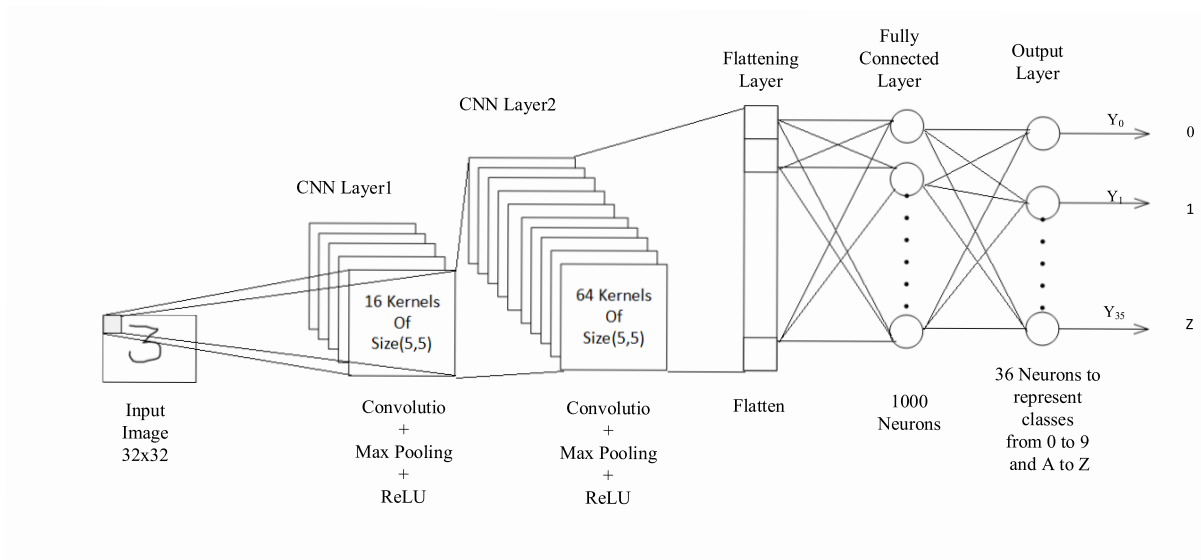 Fully
Connected
Layer
Output
Layer
Flattening
Layer
CNN Layer2
CNN Layer1
Y0
0
Y1
1
Y35
Z
16 Kernels
Of
Size(5,5)
64 Kernels
Of
Size(5,5)
3
Input
Image
32x32
Convolutio
+
Max Pooling
+
ReLU
Convolutio
+
Max Pooling
+
ReLU
Flatten
1000
Neurons
36 Neurons to
represent
classes
from 0 to 9
and A to Z